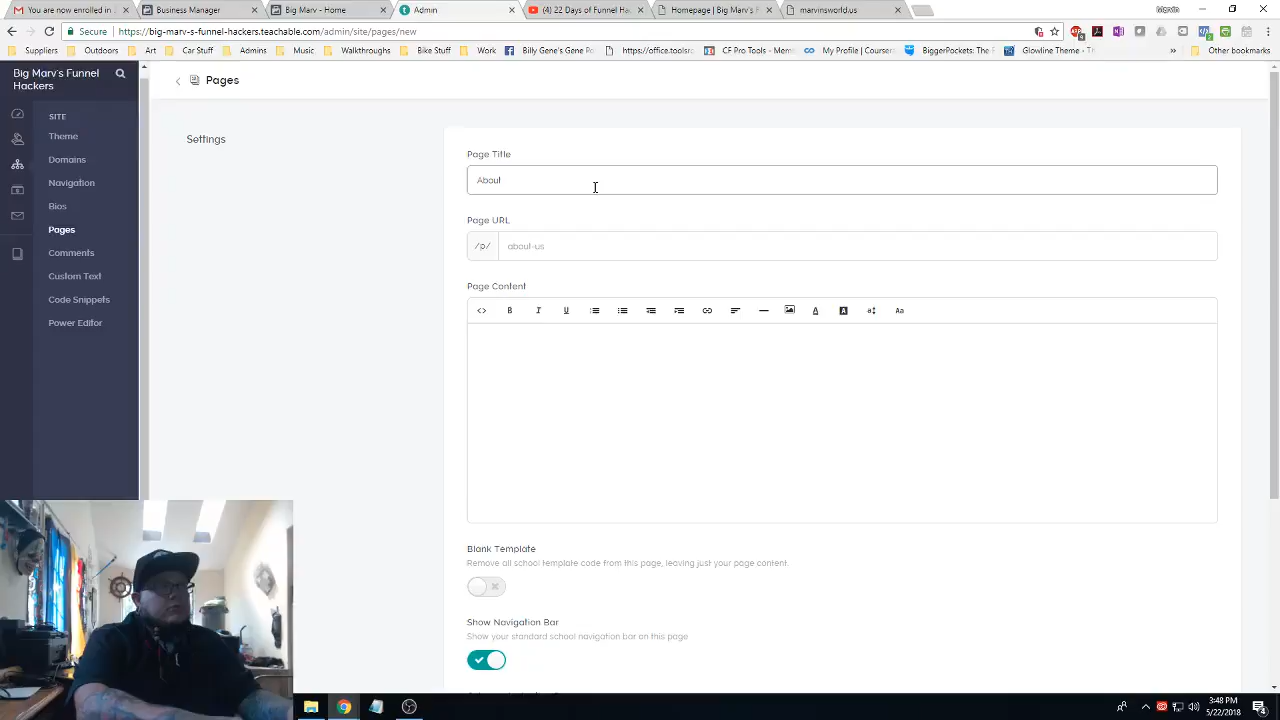 You are now enrolled in
Business Manager
Big Marv - Home
Admin
(4) 22 Days of Funnel Ha
Homepage | Big Marv's F
marvinsworld.us
Secure
https://big-marv-s-funnel-hackers.teachable.com/admin/site/pages/new
Suppliers
Outdoors
Art
Car Stuff
Admins
Music
Walkthroughs
Bike Stuff
Work
Billy Gene's Gene Po
https://office.toolsrc
CF Pro Tools - Mem
My Profile | Course
BiggerPockets: The F
Glowline Theme - Tl
»
Other bookmarks
Big Marv's Funnel
Hackers
Pages
SITE
Theme
Domains
Navigation
Bios
Pages
Comments
Custom Text
Code Snippets
Power Editor
Settings
Page Title
About
Page URL
/p/
about-us
Page Content
<> B I U
A A a‡ Aa
Blank Template
Remove all school template code from this page, leaving just your page content.
Show Navigation Bar
Show your standard school navigation bar on this page
3:48 PM
5/22/2018